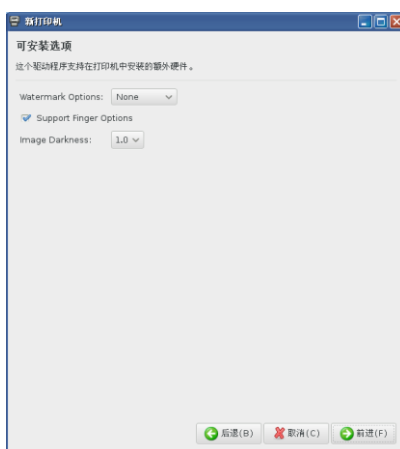 新打印机
可安装选项
这个驱动程序支持在打印机中安装的额外硬件。
Watermark Options: None
Support Finger Options
Image Darkness: 1.0
后退(B) 取消(C) 前进(F)